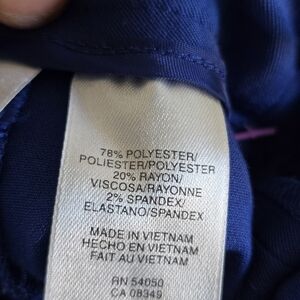 78% POLYESTER/
POLIESTER/POLYESTER
20% RAYON/
VISCOSA/RAYONNE
2% SPANDEX/
ELASTANO/SPANDEX
MADE IN VIETNAM
HECHO EN VIETNAM
FAIT AU VIETNAM
RN 54050
CA 08349